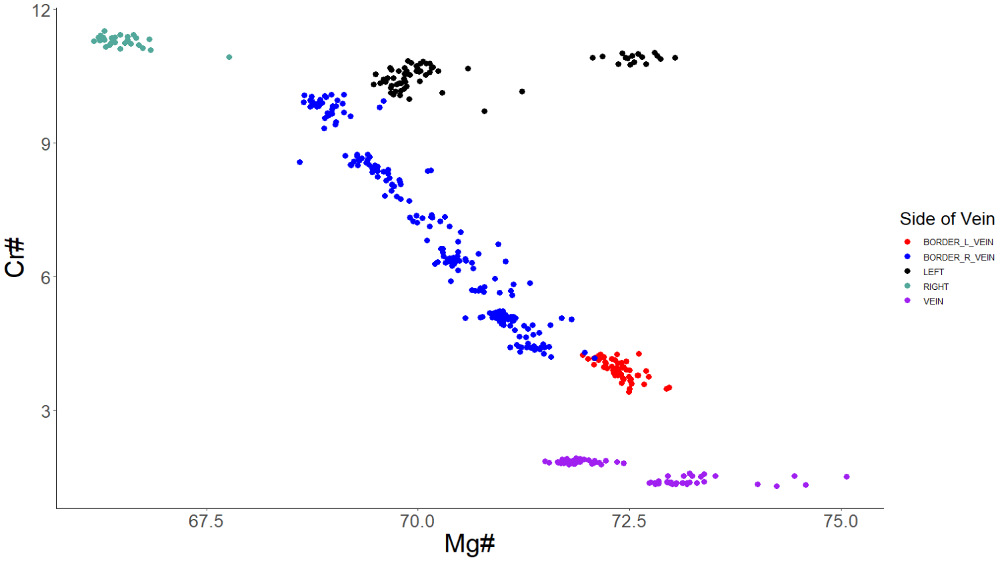 12
9
6
3
Cr#
67.5 70.0 72.5 75.0
Mg#
Side of Vein
BORDER_L_VEIN
BORDER_R_VEIN
LEFT
RIGHT
VEIN